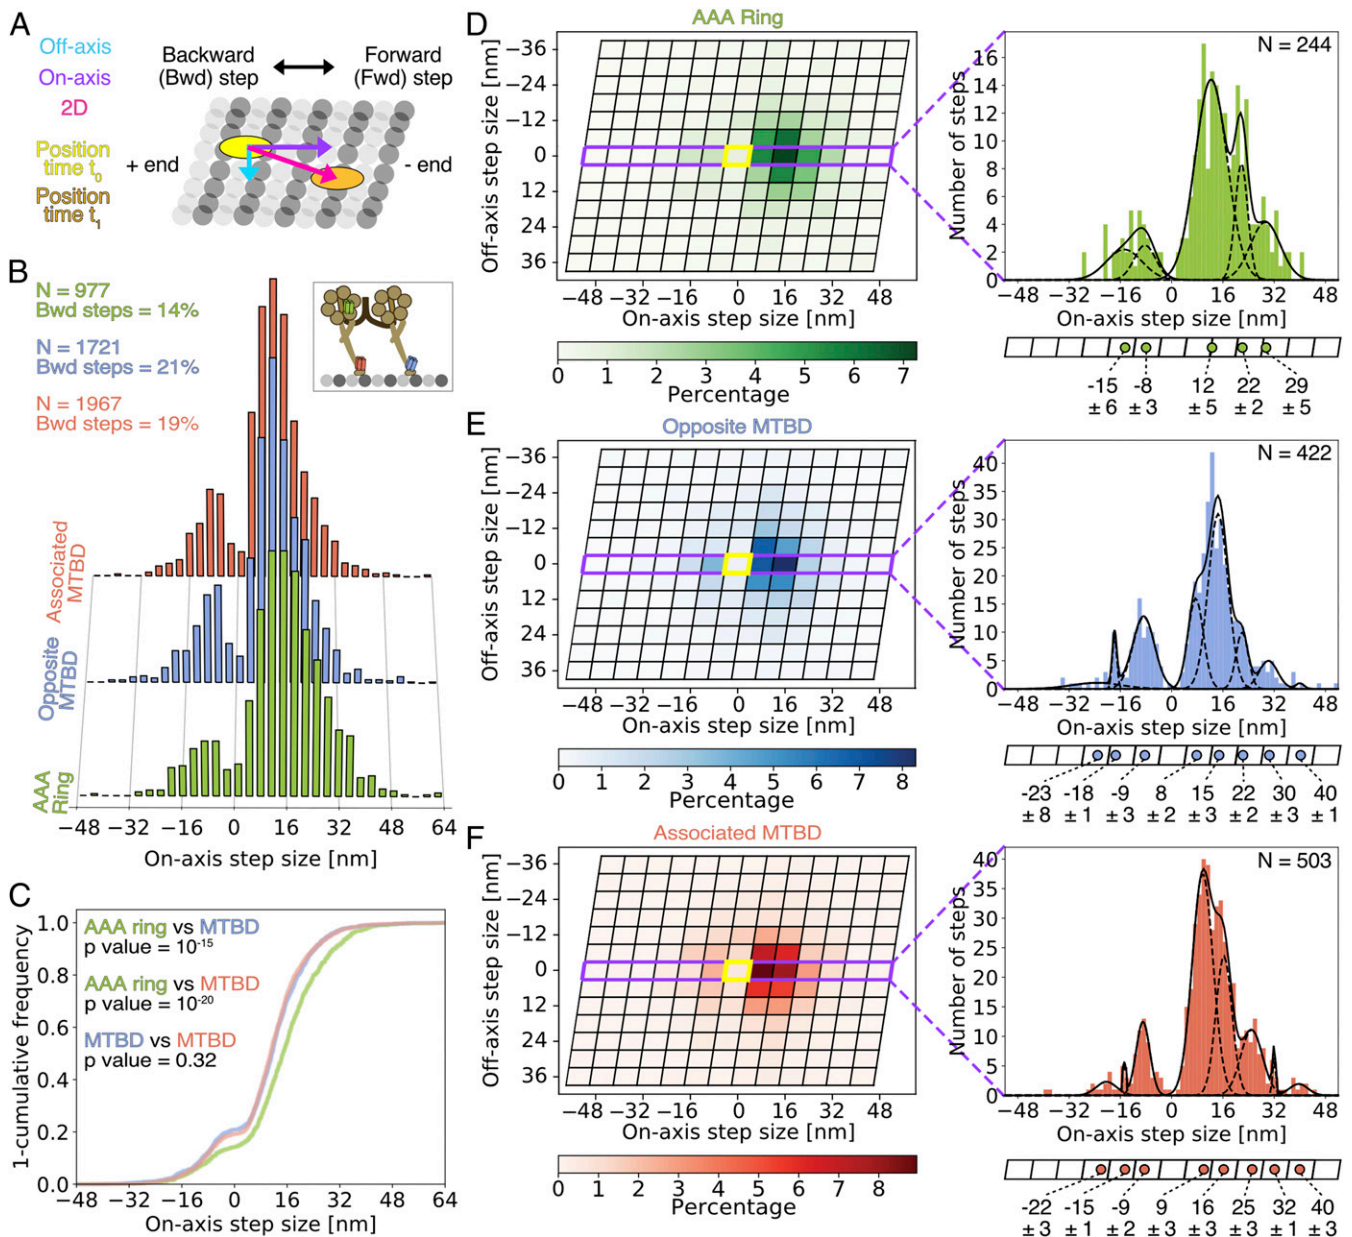 A
Off-axis
On-axis
2D
Position
time t0
Position
time t1
Backward
(Bwd) step
Forward
(Fwd) step
+ end
- end
B
N = 977
Bwd steps = 14%
N = 1721
Bwd steps = 21%
N = 1967
Bwd steps = 19%
Associated
MTBD
Opposite
MTBD
AAA
Ring
−48 −32 −16 0 16 32 48 64
On-axis step size [nm]
C
AAA ring vs MTBD
p value = 10-15
AAA ring vs MTBD
p value = 10-20
MTBD vs MTBD
p value = 0.32
1-cumulative frequency
1.0
0.8
0.6
0.4
0.2
0.0
−48 −32 −16 0 16 32 48 64
On-axis step size [nm]
D
AAA Ring
Off-axis step size [nm]
−36
−24
−12
0
12
24
36
−48 −32 −16 0 16 32 48
On-axis step size [nm]
0 1 2 3 4 5 6 7
Percentage
N = 244
Number of steps
16
14
12
10
8
6
4
2
0
−48 −32 −16 0 16 32 48
On-axis step size [nm]
-15 -8 12 22 29
± 6 ± 3 ± 5 ± 2 ± 5
E
Opposite MTBD
Off-axis step size [nm]
−36
−24
−12
0
12
24
36
−48 −32 −16 0 16 32 48
On-axis step size [nm]
0 1 2 3 4 5 6 7 8
Percentage
N = 422
Number of steps
40
35
30
25
20
15
10
5
0
−48 −32 −16 0 16 32 48
On-axis step size [nm]
-23 -18 -9 8 15 22 30 40
± 8 ± 1 ± 3 ± 2 ± 3 ± 2 ± 3 ± 1
F
Associated MTBD
Off-axis step size [nm]
−36
−24
−12
0
12
24
36
−48 −32 −16 0 16 32 48
On-axis step size [nm]
0 1 2 3 4 5 6 7 8
Percentage
N = 503
Number of steps
40
35
30
25
20
15
10
5
0
−48 −32 −16 0 16 32 48
On-axis step size [nm]
-22 -15 -9 9 16 25 32 40
± 3 ± 1 ± 2 ± 3 ± 3 ± 3 ± 1 ± 3